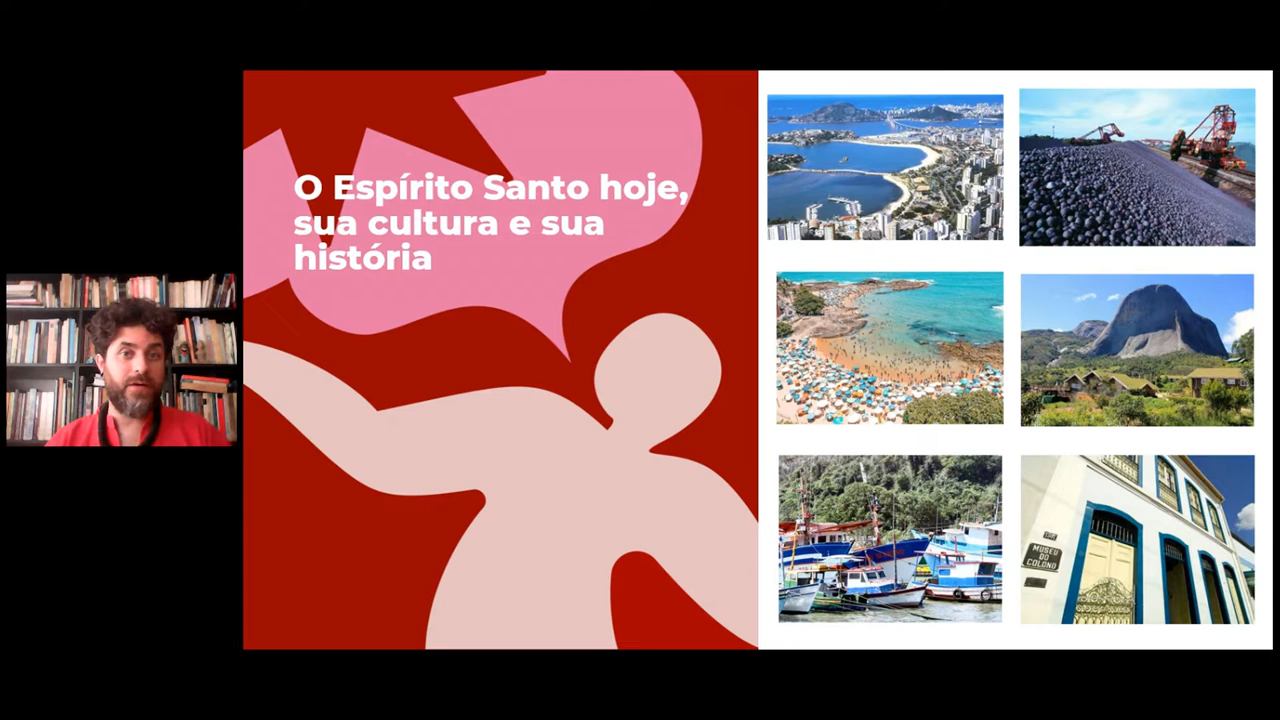 O Espírito Santo hoje,
sua cultura e sua
história
MUSEU
DO
COLONO